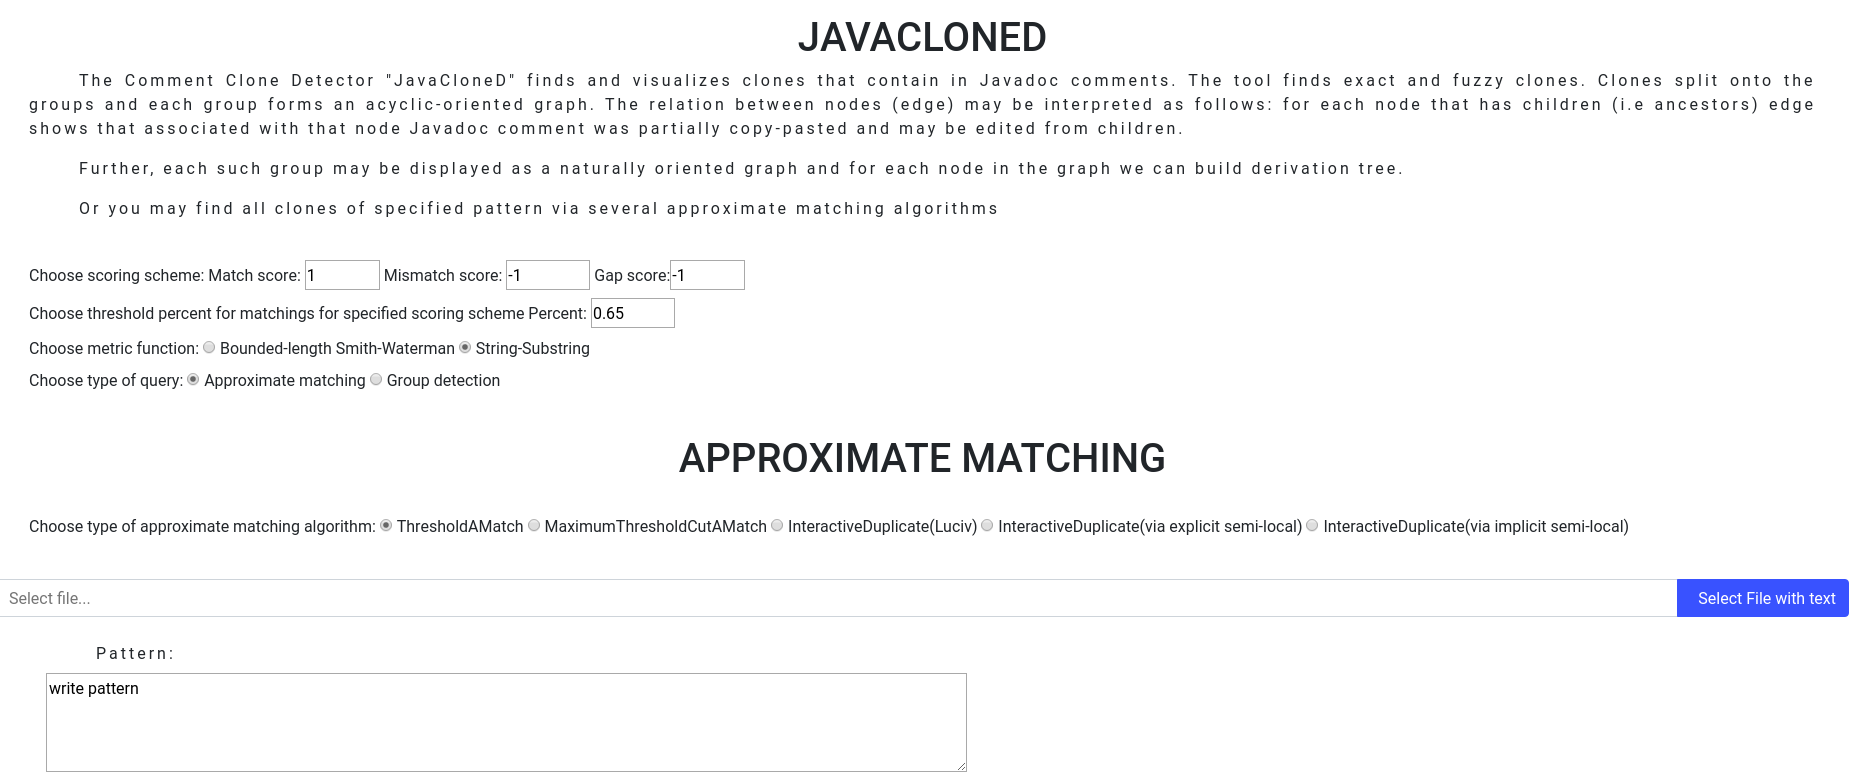 JAVACLONED
The Comment Clone Detector "JavaCloneD" finds and visualizes clones that contain in Javadoc comments. The tool finds exact and fuzzy clones. Clones split onto the
groups and each group forms an acyclic-oriented graph. The relation between nodes (edge) may be interpreted as follows: for each node that has children (i.e ancestors) edge
shows that associated with that node Javadoc comment was partially copy-pasted and may be edited from children.
Further, each such group may be displayed as a naturally oriented graph and for each node in the graph we can build derivation tree.
Or you may find all clones of specified pattern via several approximate matching algorithms
Choose scoring scheme: Match score: 1 Mismatch score: -1 Gap score: -1
Choose threshold percent for matchings for specified scoring scheme Percent: 0.65
Choose metric function: Bounded-length Smith-Waterman String-Substring
Choose type of query: Approximate matching Group detection
APPROXIMATE MATCHING
Choose type of approximate matching algorithm: ThresholdAMatch MaximumThresholdCutAMatch InteractiveDuplicate(Luciv) InteractiveDuplicate(via explicit semi-local) InteractiveDuplicate(via implicit semi-local)
Select file... Select File with text
Pattern:
write pattern